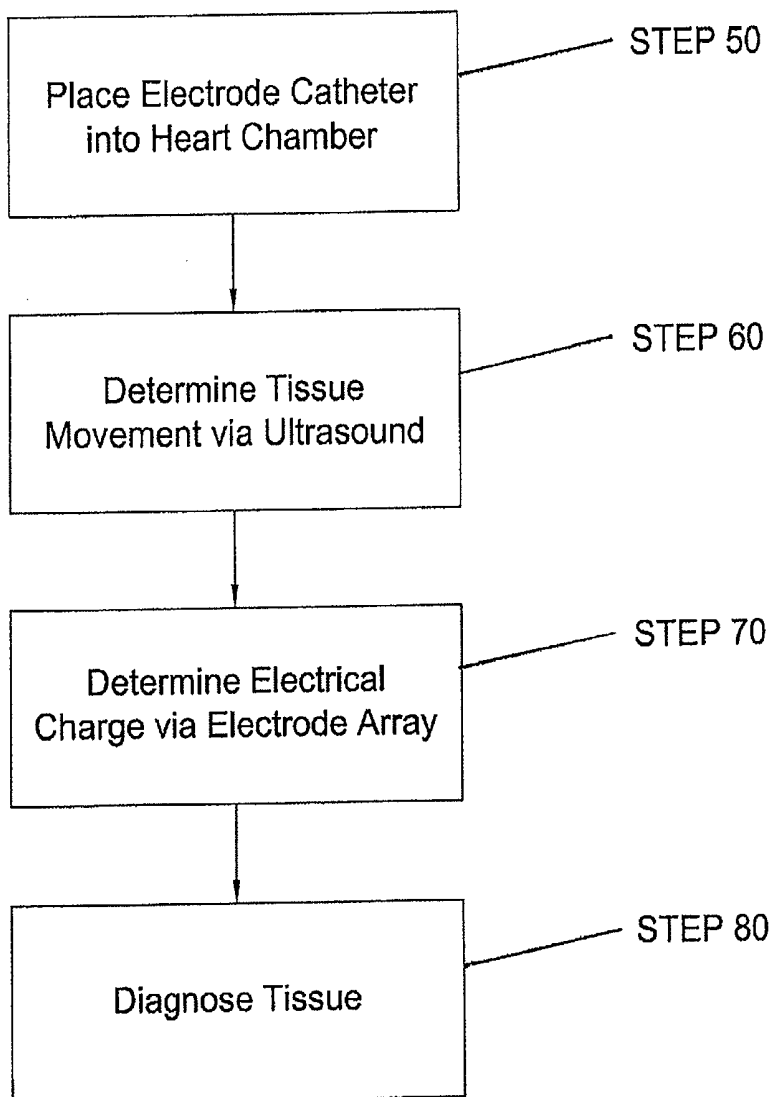 STEP 50
Place Electrode Catheter
into Heart Chamber
STEP 60
Determine Tissue
Movement via Ultrasound
STEP 70
Determine Electrical
Charge via Electrode Array
STEP 80
Diagnose Tissue